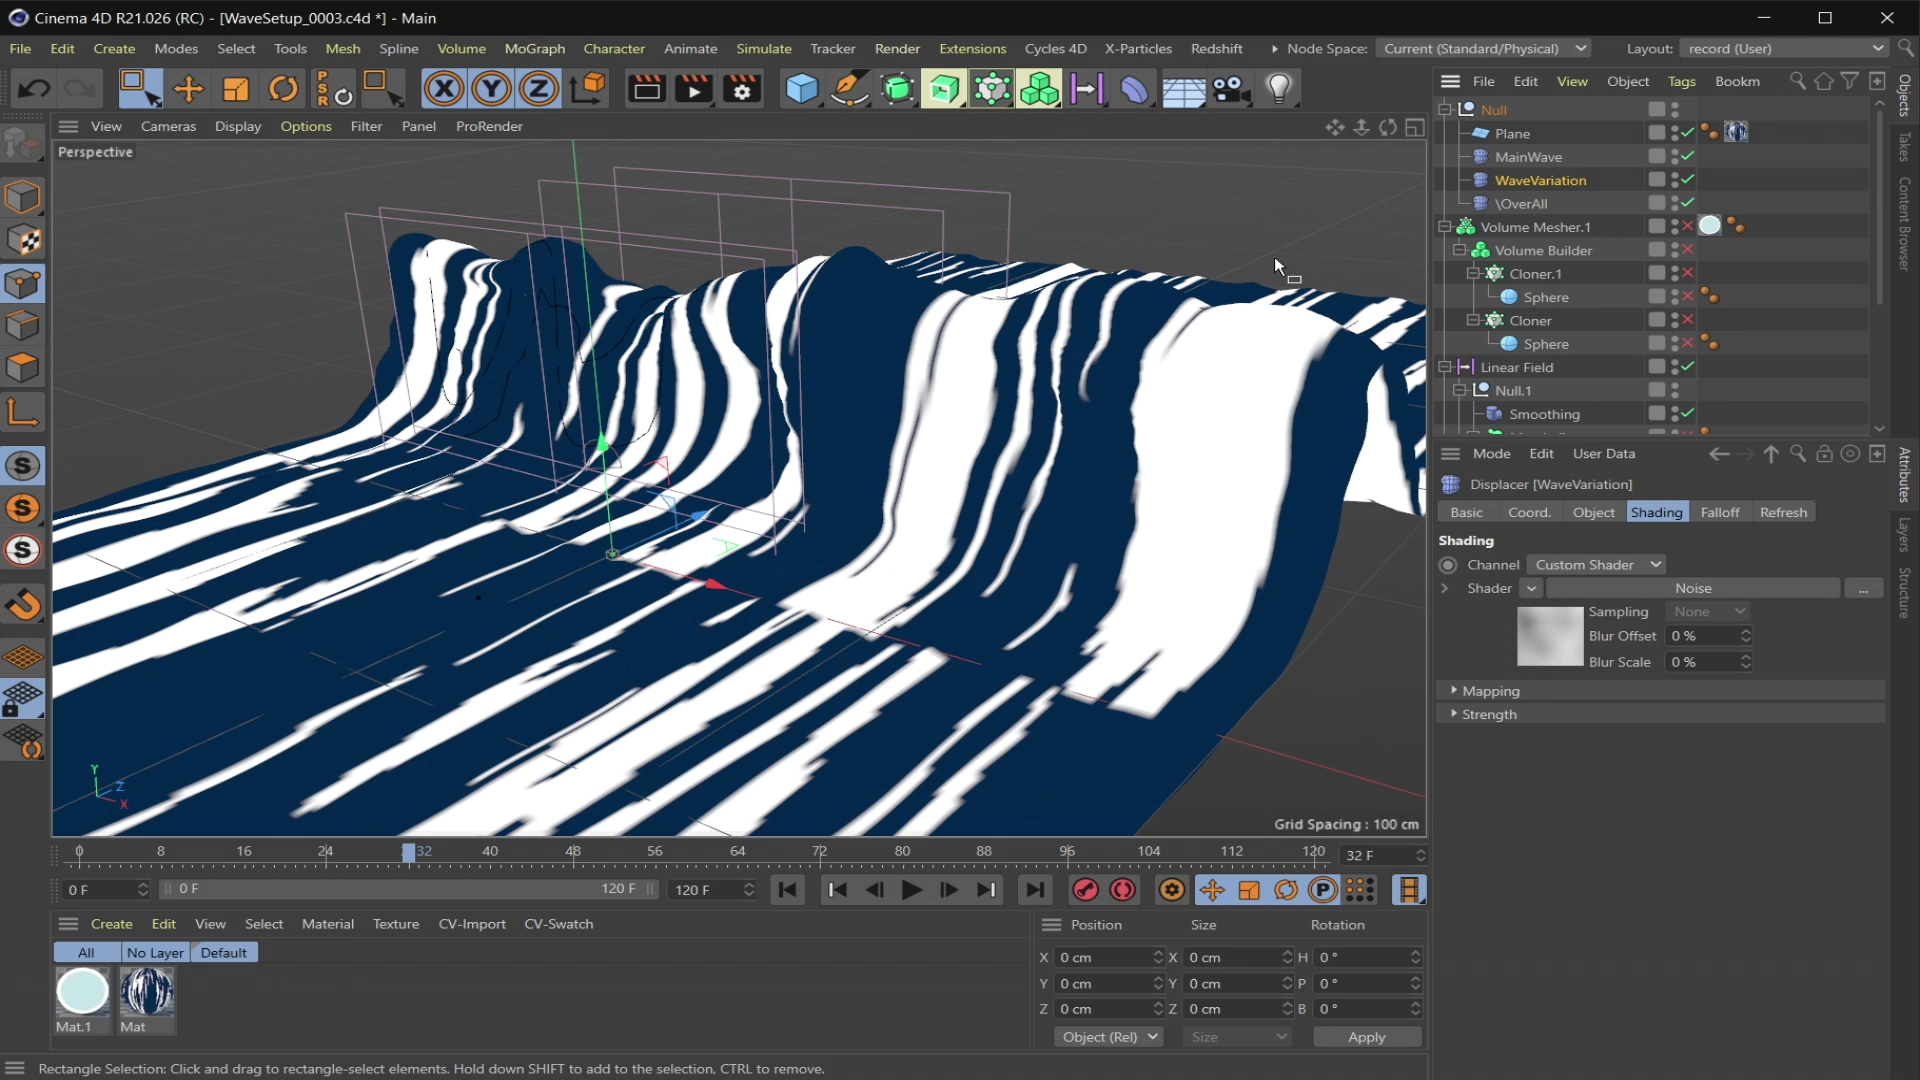 Cinema 4D R21.026 (RC) - [WaveSetup_0003.c4d *] - Main
File Edit Create Modes Select Tools Mesh Spline Volume MoGraph Character Animate Simulate Tracker Render Extensions Cycles 4D X-Particles Redshift Node Space: Current (Standard/Physical) Layout: record (User)
PSR X Y Z
File Edit View Object Tags Bookm
View Cameras Display Options Filter Panel ProRender
Perspective
Null
Plane
MainWave
WaveVariation
\OverAll
Volume Mesher.1
Volume Builder
Cloner.1
Sphere
Cloner
Sphere
Linear Field
Null.1
Smoothing
Objects
Takes
Content Browser
Mode Edit User Data
Displacer [WaveVariation]
Basic Coord. Object Shading Falloff Refresh
Shading
Channel Custom Shader
Shader Noise ...
Sampling None
Blur Offset 0 %
Blur Scale 0 %
Mapping
Strength
Attributes
Layers
Structure
S
S
S
Y
Z
X
Grid Spacing : 100 cm
0 8 16 24 32 40 48 56 64 72 80 88 96 104 112 120 32 F
0 F 0 F 120 F 120 F P
Create Edit View Select Material Texture CV-Import CV-Swatch
All No Layer Default
Mat.1 Mat
Position Size Rotation
X 0 cm X 0 cm H 0 °
Y 0 cm Y 0 cm P 0 °
Z 0 cm Z 0 cm B 0 °
Object (Rel) Size Apply
Rectangle Selection: Click and drag to rectangle-select elements. Hold down SHIFT to add to the selection, CTRL to remove.